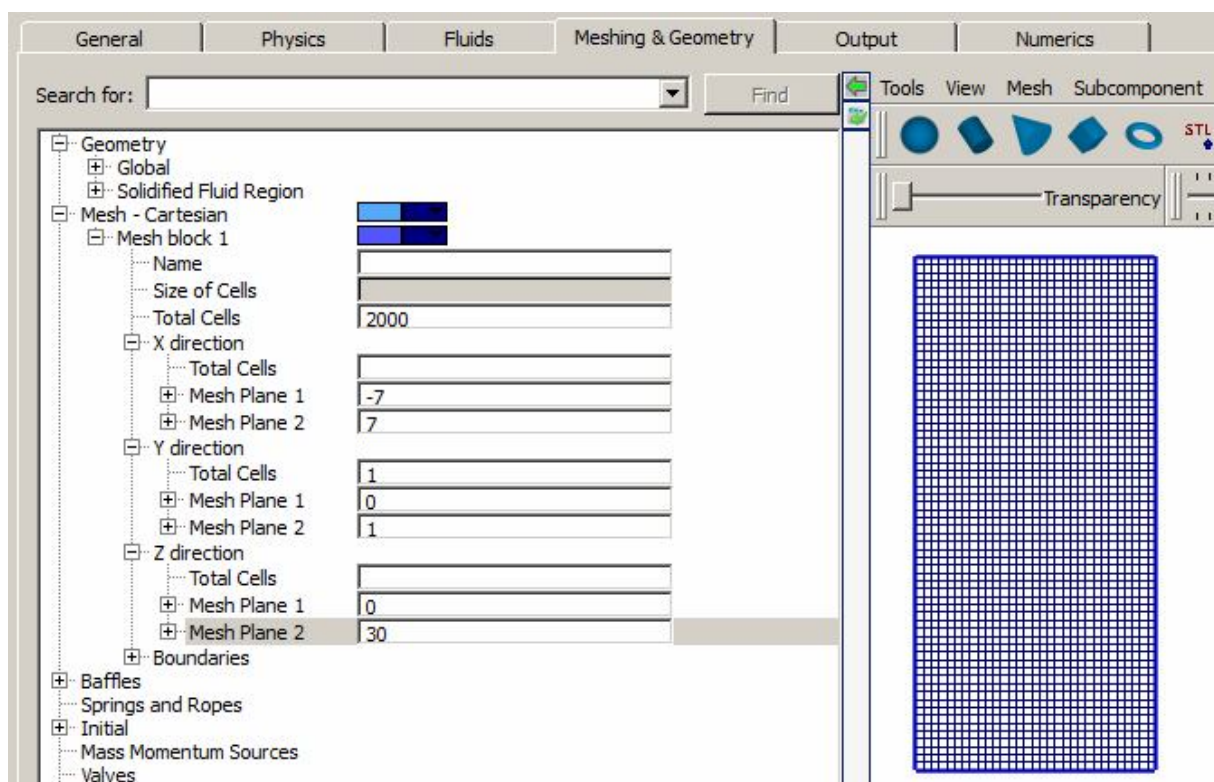 General Physics Fluids Meshing & Geometry Output Numerics
Search for: Find Tools View Mesh Subcomponent
STL
Geometry
Global
Solidified Fluid Region
Transparency
Mesh - Cartesian
Mesh block 1
Name
Size of Cells
Total Cells 2000
X direction
Total Cells
Mesh Plane 1 -7
Mesh Plane 2 7
Y direction
Total Cells 1
Mesh Plane 1 0
Mesh Plane 2 1
Z direction
Total Cells
Mesh Plane 1 0
Mesh Plane 2 30
Boundaries
Baffles
Springs and Ropes
Initial
Mass Momentum Sources
Valves